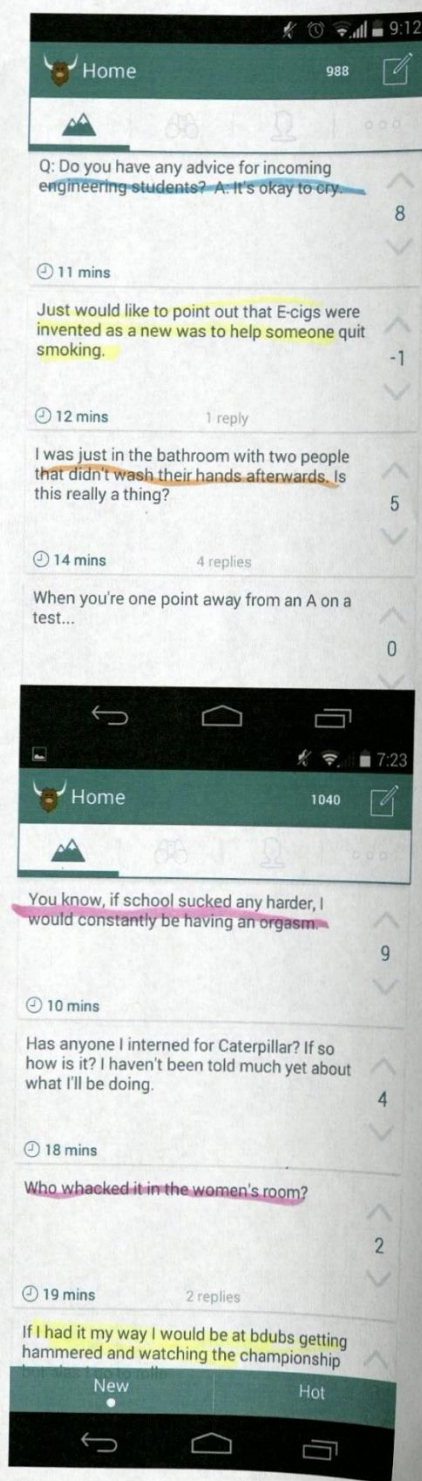 9:12
Home 988
Q: Do you have any advice for incoming
engineering students? A: It's okay to cry.
8
11 mins
Just would like to point out that E-cigs were
invented as a new was to help someone quit
smoking.
-1
12 mins 1 reply
I was just in the bathroom with two people
that didn't wash their hands afterwards. Is
this really a thing?
5
14 mins 4 replies
When you're one point away from an A on a
test...
0
7:23
Home 1040
You know, if school sucked any harder, I
would constantly be having an orgasm.
9
10 mins
Has anyone I interned for Caterpillar? If so
how is it? I haven't been told much yet about
what I'll be doing.
4
18 mins
Who whacked it in the women's room?
2
19 mins 2 replies
If I had it my way I would be at bdubs getting
hammered and watching the championship
New Hot